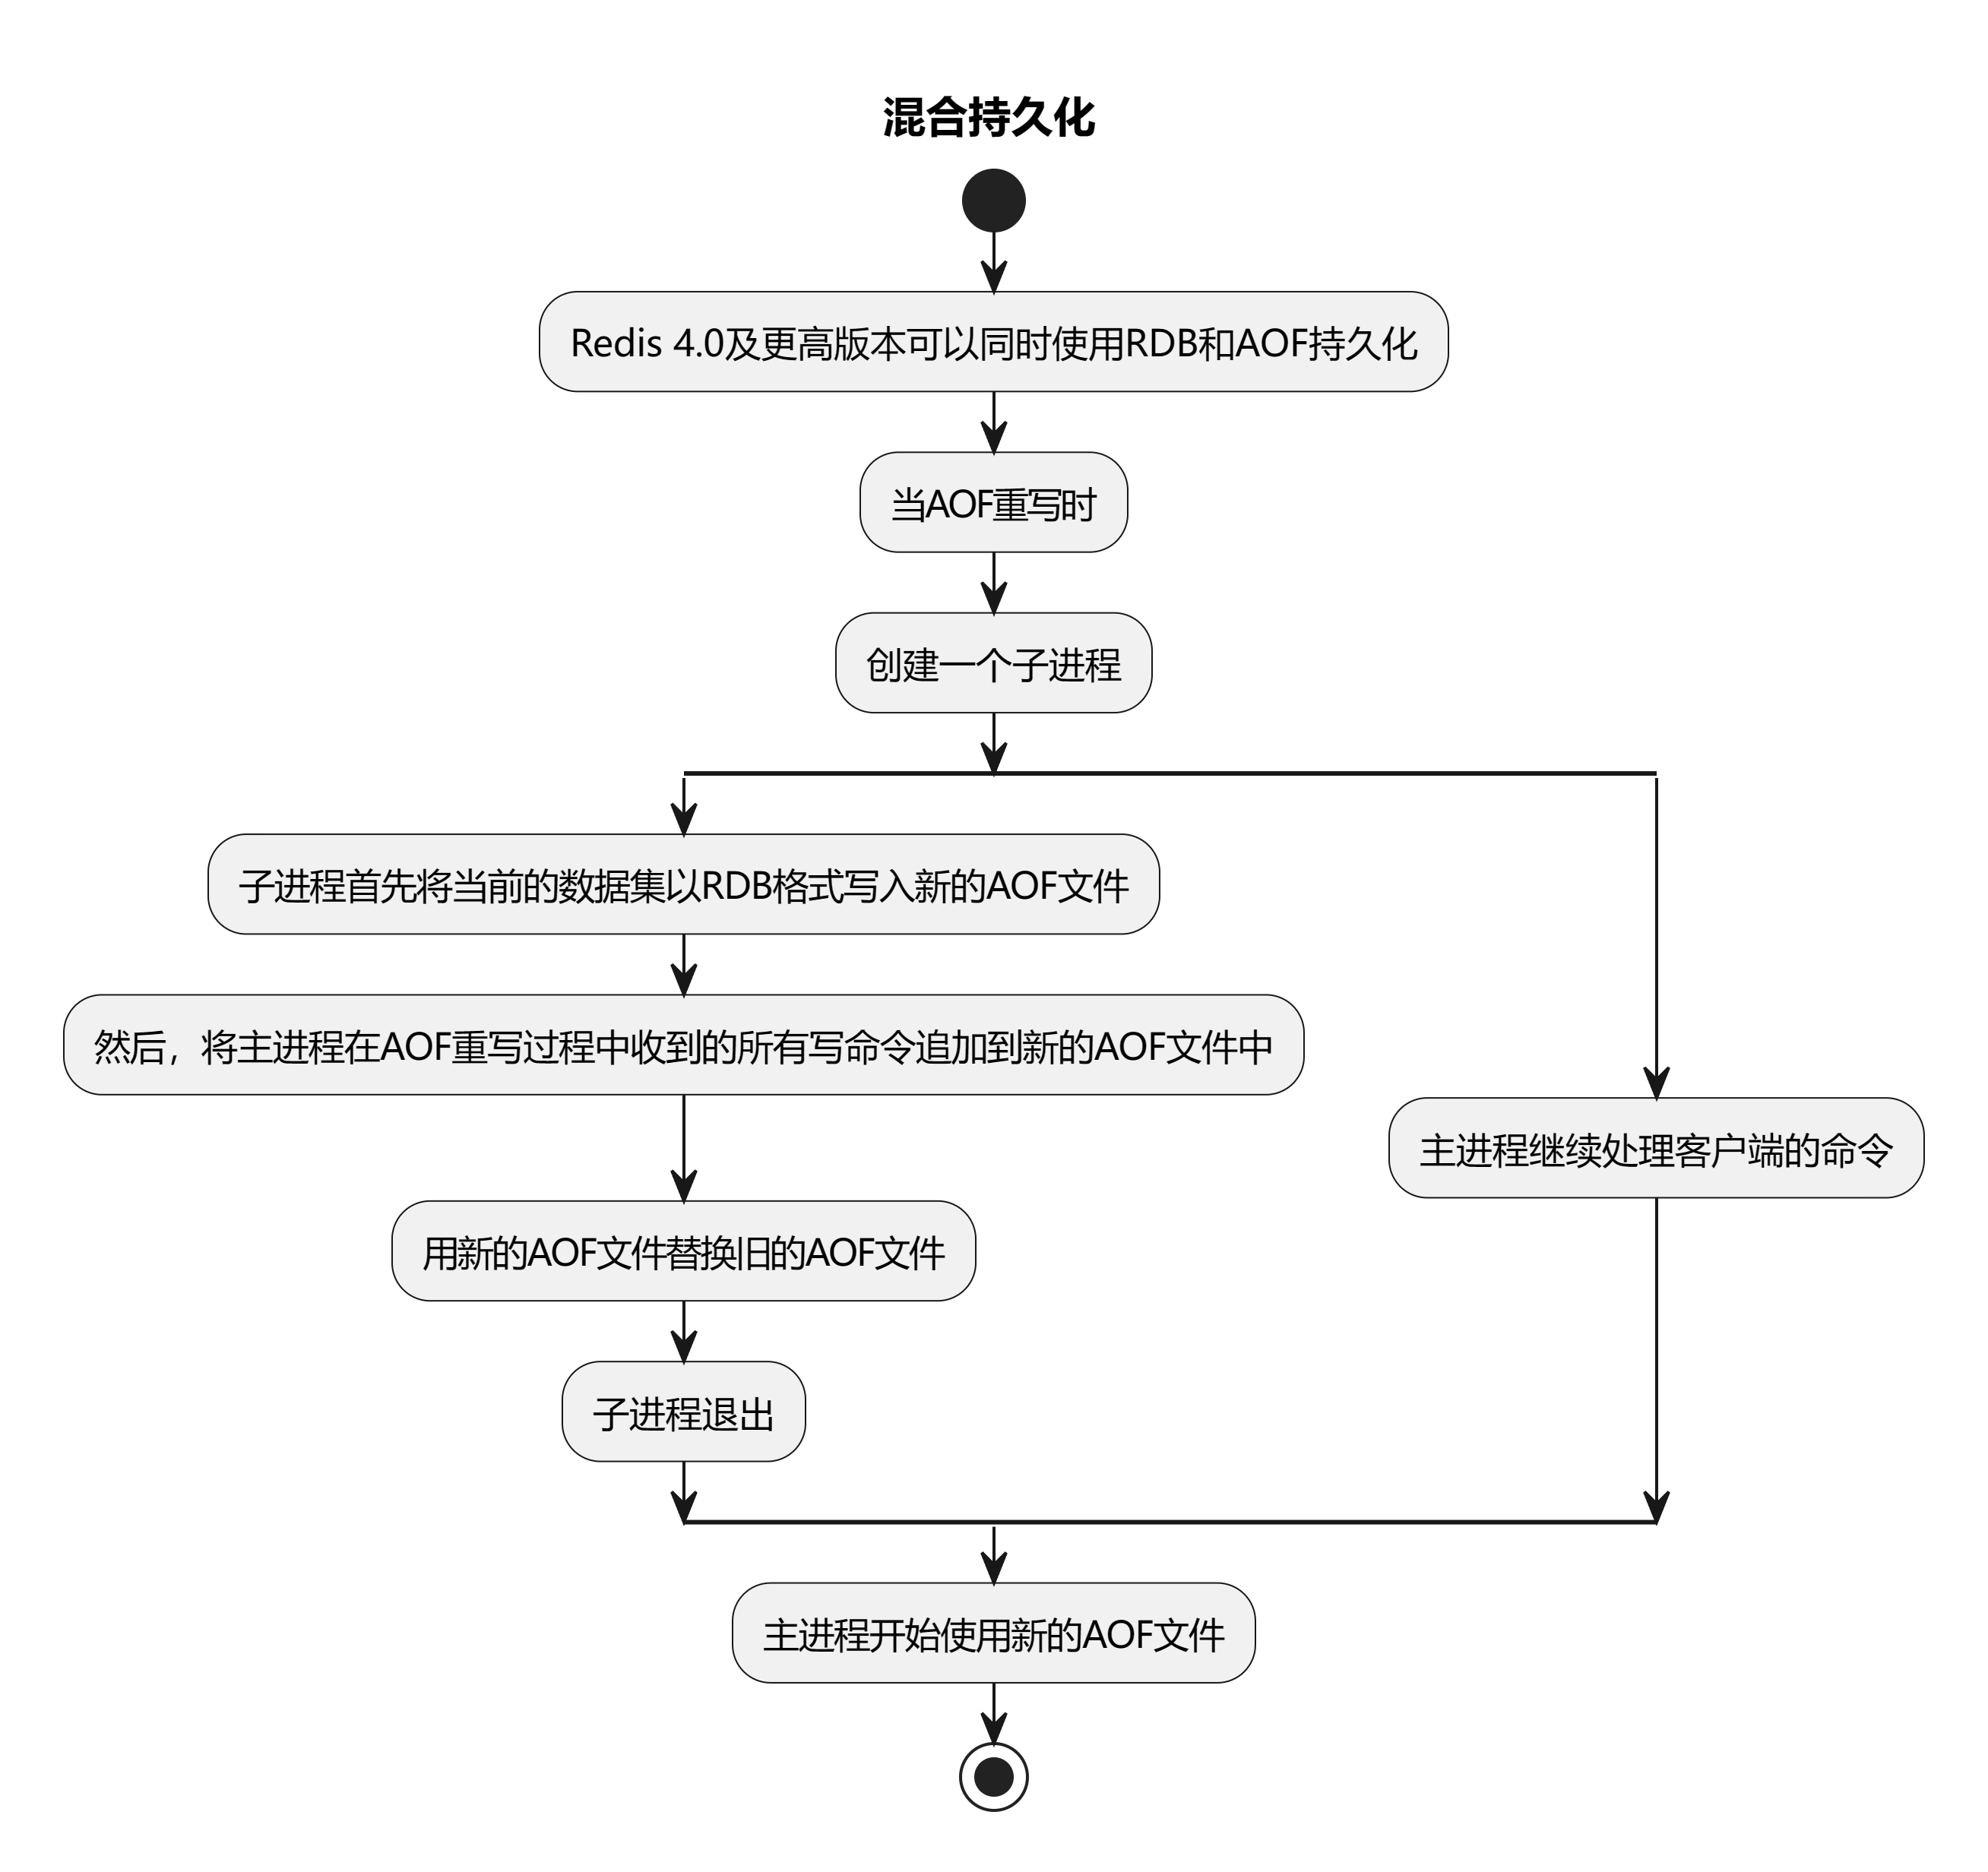 混合持久化
Redis 4.0及更高版本可以同时使用RDB和AOF持久化
当AOF重写时
创建一个子进程
子进程首先将当前的数据集以RDB格式写入新的AOF文件
然后，将主进程在AOF重写过程中收到的所有写命令追加到新的AOF文件中
主进程继续处理客户端的命令
用新的AOF文件替换旧的AOF文件
子进程退出
主进程开始使用新的AOF文件